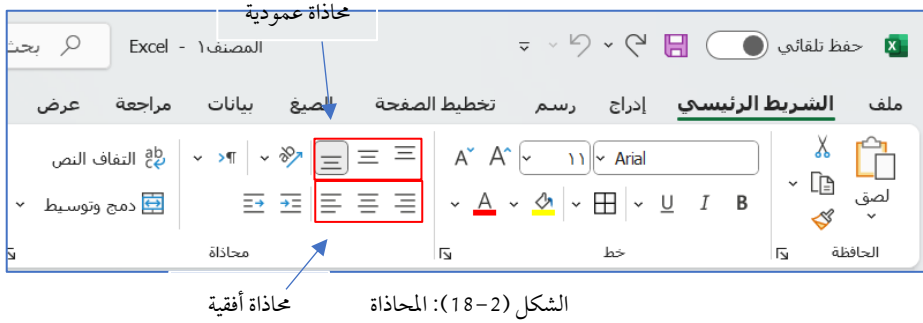 محاذاة عمودية
حفظ تلقائي
المصنف١ - Excel
بحث
ملف الشريط الرئيسي إدراج رسم تخطيط الصفحة الصيغ بيانات مراجعة عرض
لصق
Arial ١١ A A
ab التفاف النص
B I U A
دمج وتوسيط
الحافظة خط محاذاة
محاذاة أفقية
الشكل (2-18): المحاذاة